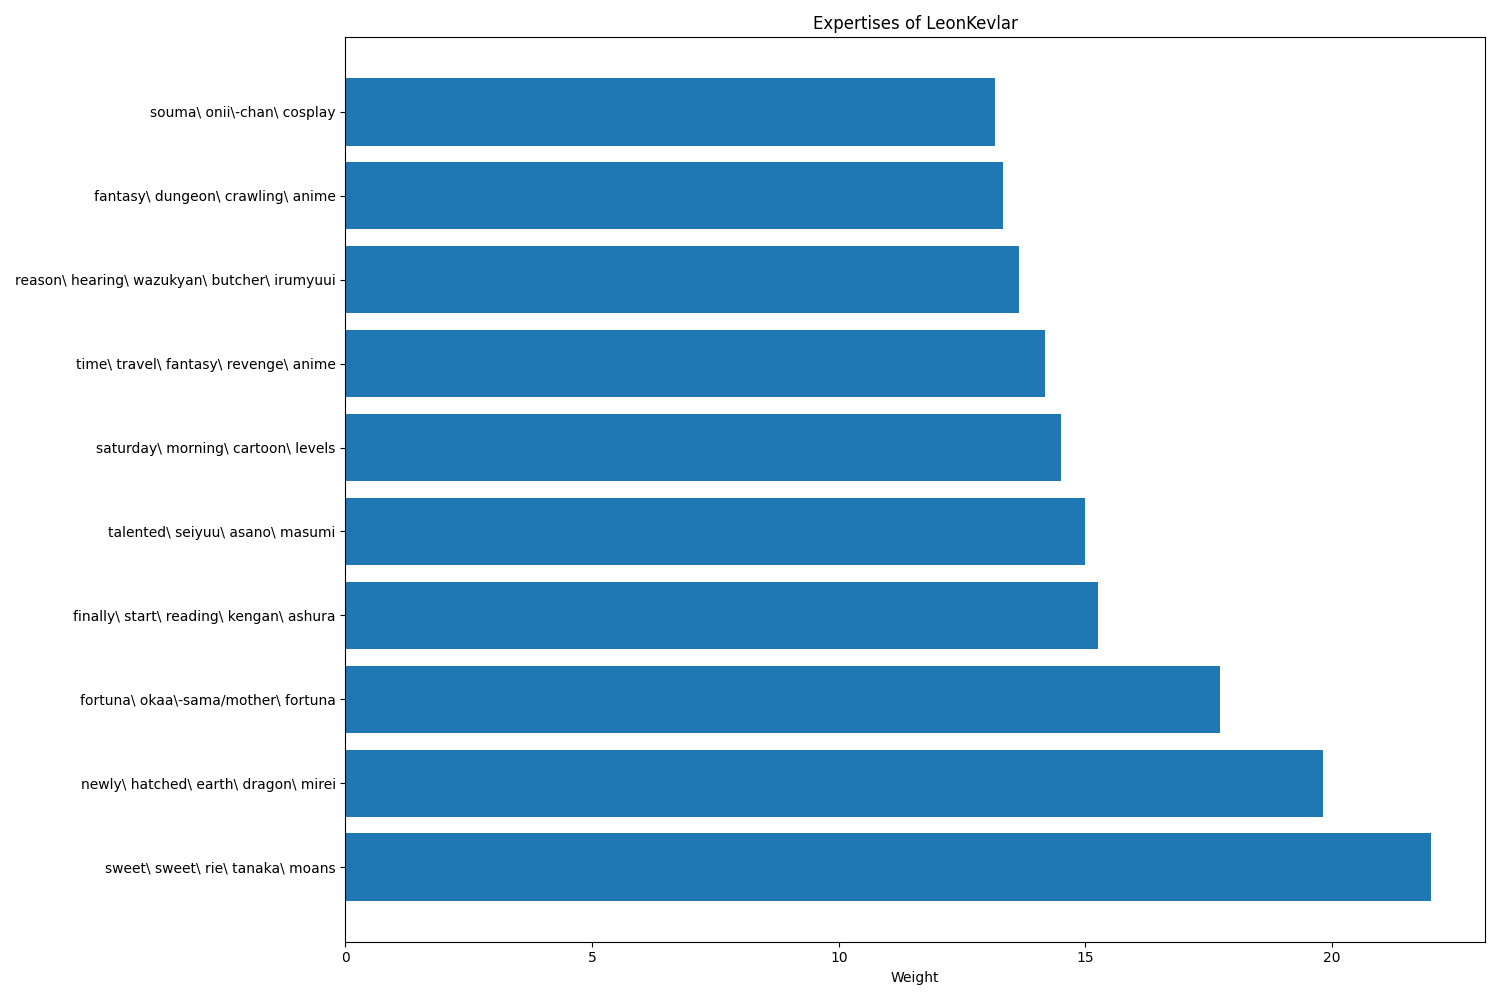 Expertises of LeonKevlar
souma\ onii\-chan\ cosplay
fantasy\ dungeon\ crawling\ anime
reason\ hearing\ wazukyan\ butcher\ irumyuui
time\ travel\ fantasy\ revenge\ anime
saturday\ morning\ cartoon\ levels
talented\ seiyuu\ asano\ masumi
finally\ start\ reading\ kengan\ ashura
fortuna\ okaa\-sama/mother\ fortuna
newly\ hatched\ earth\ dragon\ mirei
sweet\ sweet\ rie\ tanaka\ moans
0 5 10 15 20
Weight